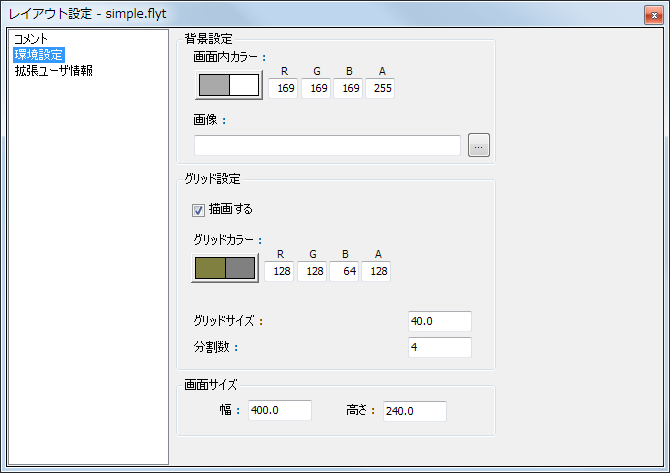 レイアウト設定 - simple.flyt
コメント
環境設定
拡張ユーザ情報
背景設定
画面内カラー：
R G B A
169 169 169 255
画像：
...
グリッド設定
描画する
グリッドカラー：
R G B A
128 128 64 128
グリッドサイズ： 40.0
分割数： 4
画面サイズ
幅： 400.0 高さ： 240.0